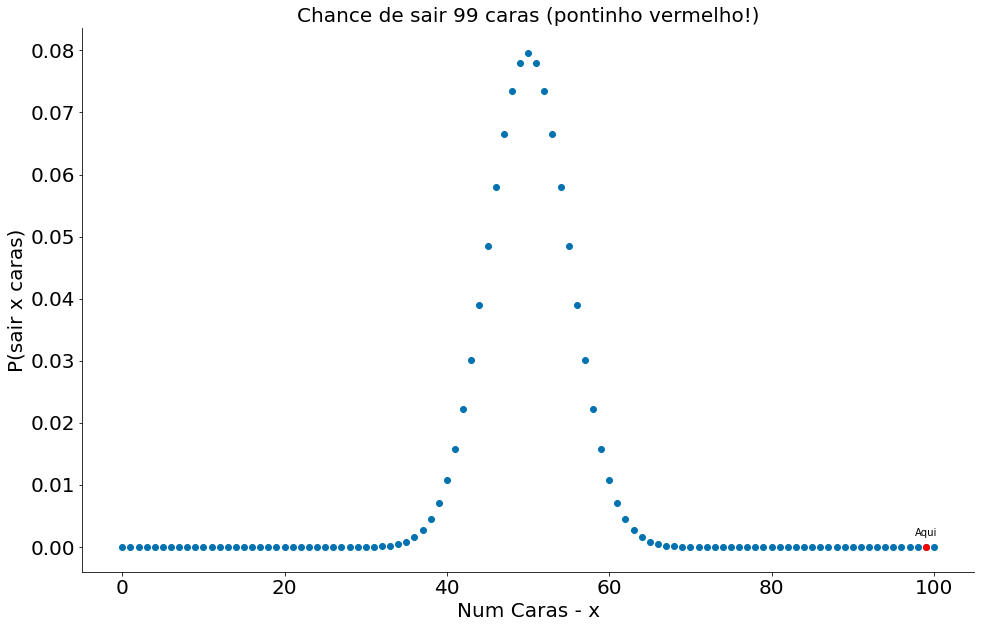 Chance de sair 99 caras (pontinho vermelho!)
P(sair x caras)
0.08
0.07
0.06
0.05
0.04
0.03
0.02
0.01
0.00
Aqui
0 20 40 60 80 100
Num Caras - x